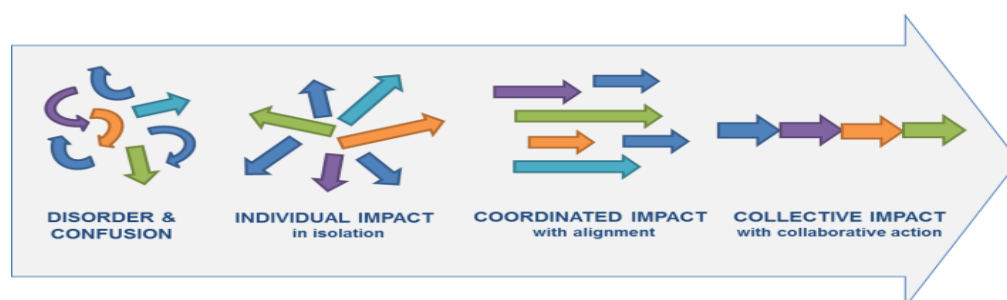 DISORDER &
CONFUSION
INDIVIDUAL IMPACT
in isolation
COORDINATED IMPACT
with alignment
COLLECTIVE IMPACT
with collaborative action